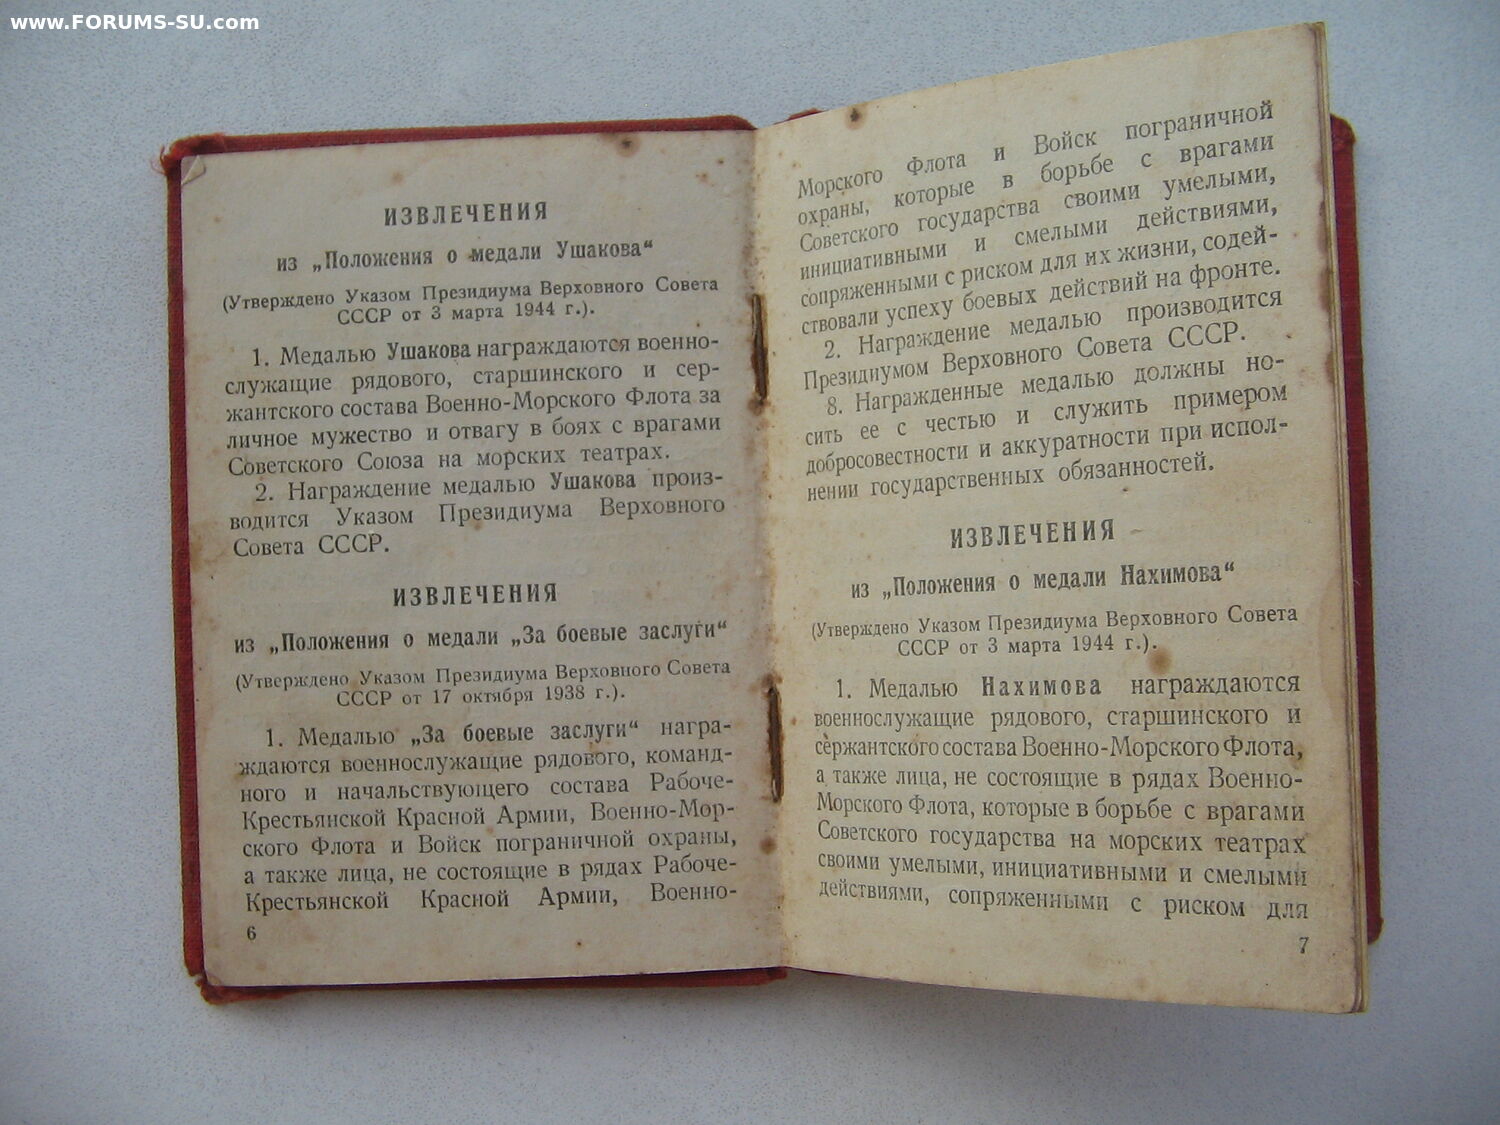 www.FORUMS-SU.com
ИЗВЛЕЧЕНИЯ
из „Положения о медали Ушакова“
(Утверждено Указом Президиума Верховного Совета
СССР от 3 марта 1944 г.).
1. Медалью Ушакова награждаются военно-
служащие рядового, старшинского и сер-
жантского состава Военно-Морского Флота за
личное мужество и отвагу в боях с врагами
Советского Союза на морских театрах.
2. Награждение медалью Ушакова произ-
водится Указом Президиума Верховного
Совета СССР.
ИЗВЛЕЧЕНИЯ
из „Положения о медали „За боевые заслуги“
(Утверждено Указом Президиума Верховного Совета
СССР от 17 октября 1938 г.).
1. Медалью „За боевые заслуги“ награ-
ждаются военнослужащие рядового, команд-
ного и начальствующего состава Рабоче-
Крестьянской Красной Армии, Военно-Мор-
ского Флота и Войск пограничной охраны,
а также лица, не состоящие в рядах Рабоче-
Крестьянской Красной Армии, Военно-
6
Морского Флота и Войск пограничной
охраны, которые в борьбе с врагами
Советского государства своими умелыми,
инициативными и смелыми действиями,
сопряженными с риском для их жизни, содей-
ствовали успеху боевых действий на фронте.
2. Награждение медалью производится
Президиумом Верховного Совета СССР.
8. Награжденные медалью должны но-
сить ее с честью и служить примером
добросовестности и аккуратности при испол-
нении государственных обязанностей.
ИЗВЛЕЧЕНИЯ
из „Положения о медали Нахимова“
(Утверждено Указом Президиума Верховного Совета
СССР от 3 марта 1944 г.).
1. Медалью Нахимова награждаются
военнослужащие рядового, старшинского и
сержантского состава Военно-Морского Флота,
а также лица, не состоящие в рядах Военно-
Морского Флота, которые в борьбе с врагами
Советского государства на морских театрах
своими умелыми, инициативными и смелыми
действиями, сопряженными с риском для
7